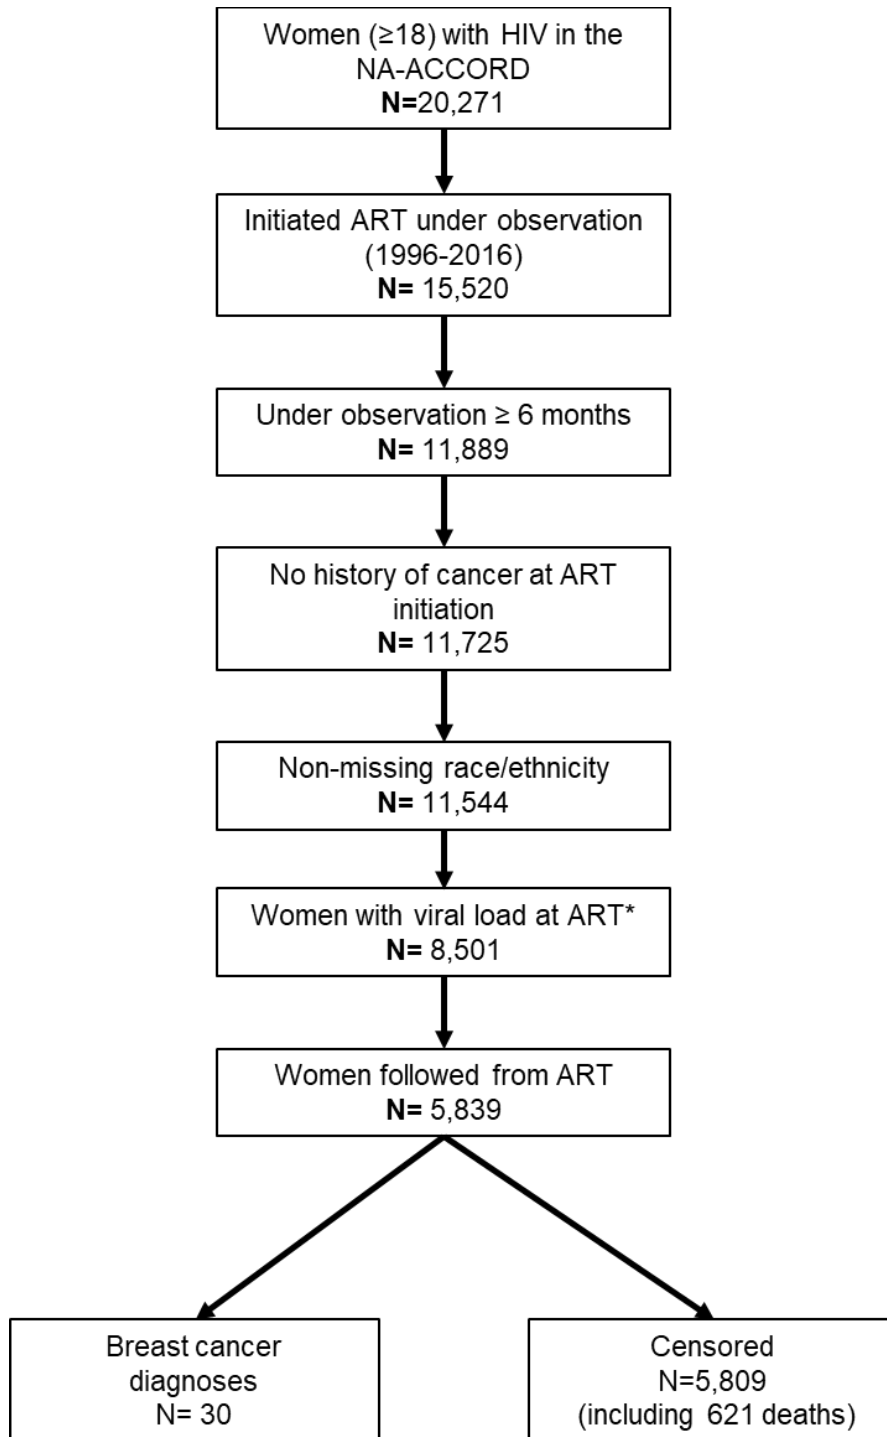 Women (≥18) with HIV in the
NA-ACCORD
N=20,271
Initiated ART under observation
(1996-2016)
N= 15,520
Under observation ≥ 6 months
N= 11,889
No history of cancer at ART
initiation
N= 11,725
Non-missing race/ethnicity
N= 11,544
Women with viral load at ART*
N= 8,501
Women followed from ART
N= 5,839
Breast cancer
diagnoses
N= 30
Censored
N=5,809
(including 621 deaths)